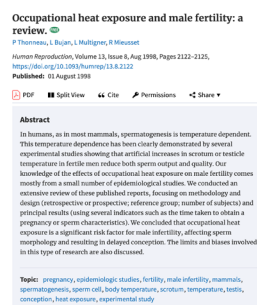 Occupational heat exposure and male fertility: a
review.
P Thonneau, L Bujan, L Multigner, R Mieusset
Human Reproduction, Volume 13, Issue 8, Aug 1998, Pages 2122–2125,
https://doi.org/10.1093/humrep/13.8.2122
Published: 01 August 1998
PDF Split View Cite Permissions Share
Abstract
In humans, as in most mammals, spermatogenesis is temperature dependent.
This temperature dependence has been clearly demonstrated by several
experimental studies showing that artificial increases in scrotum or testicle
temperature in fertile men reduce both sperm output and quality. Our
knowledge of the effects of occupational heat exposure on male fertility comes
mostly from a small number of epidemiological studies. We conducted an
extensive review of these published reports, focusing on methodology and
design (retrospective or prospective; reference group; number of subjects) and
principal results (using several indicators such as the time taken to obtain a
pregnancy or sperm characteristics). We concluded that occupational heat
exposure is a significant risk factor for male infertility, affecting sperm
morphology and resulting in delayed conception. The limits and biases involved
in this type of research are also discussed.
Topic: pregnancy, epidemiologic studies, fertility, male infertility, mammals,
spermatogenesis, sperm cell, body temperature, scrotum, temperature, testis,
conception, heat exposure, experimental study